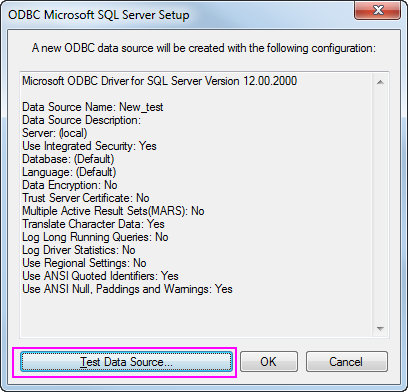 ODBC Microsoft SQL Server Setup
A new ODBC data source will be created with the following configuration:
Microsoft ODBC Driver for SQL Server Version 12.00.2000
Data Source Name: New_test
Data Source Description:
Server: (local)
Use Integrated Security: Yes
Database: (Default)
Language: (Default)
Data Encryption: No
Trust Server Certificate: No
Multiple Active Result Sets(MARS): No
Translate Character Data: Yes
Log Long Running Queries: No
Log Driver Statistics: No
Use Regional Settings: No
Use ANSI Quoted Identifiers: Yes
Use ANSI Null, Paddings and Warnings: Yes
Test Data Source... OK Cancel